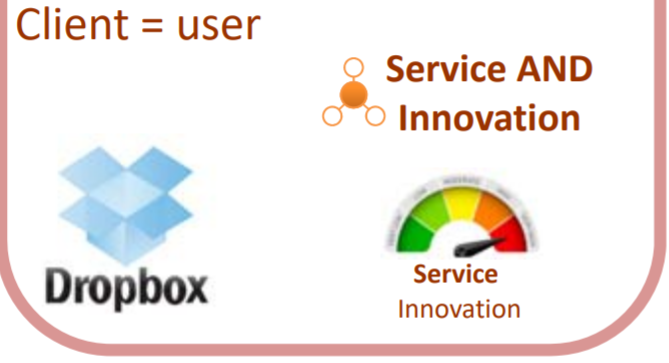 Client = user
Service AND
Innovation
Dropbox
Service
Innovation